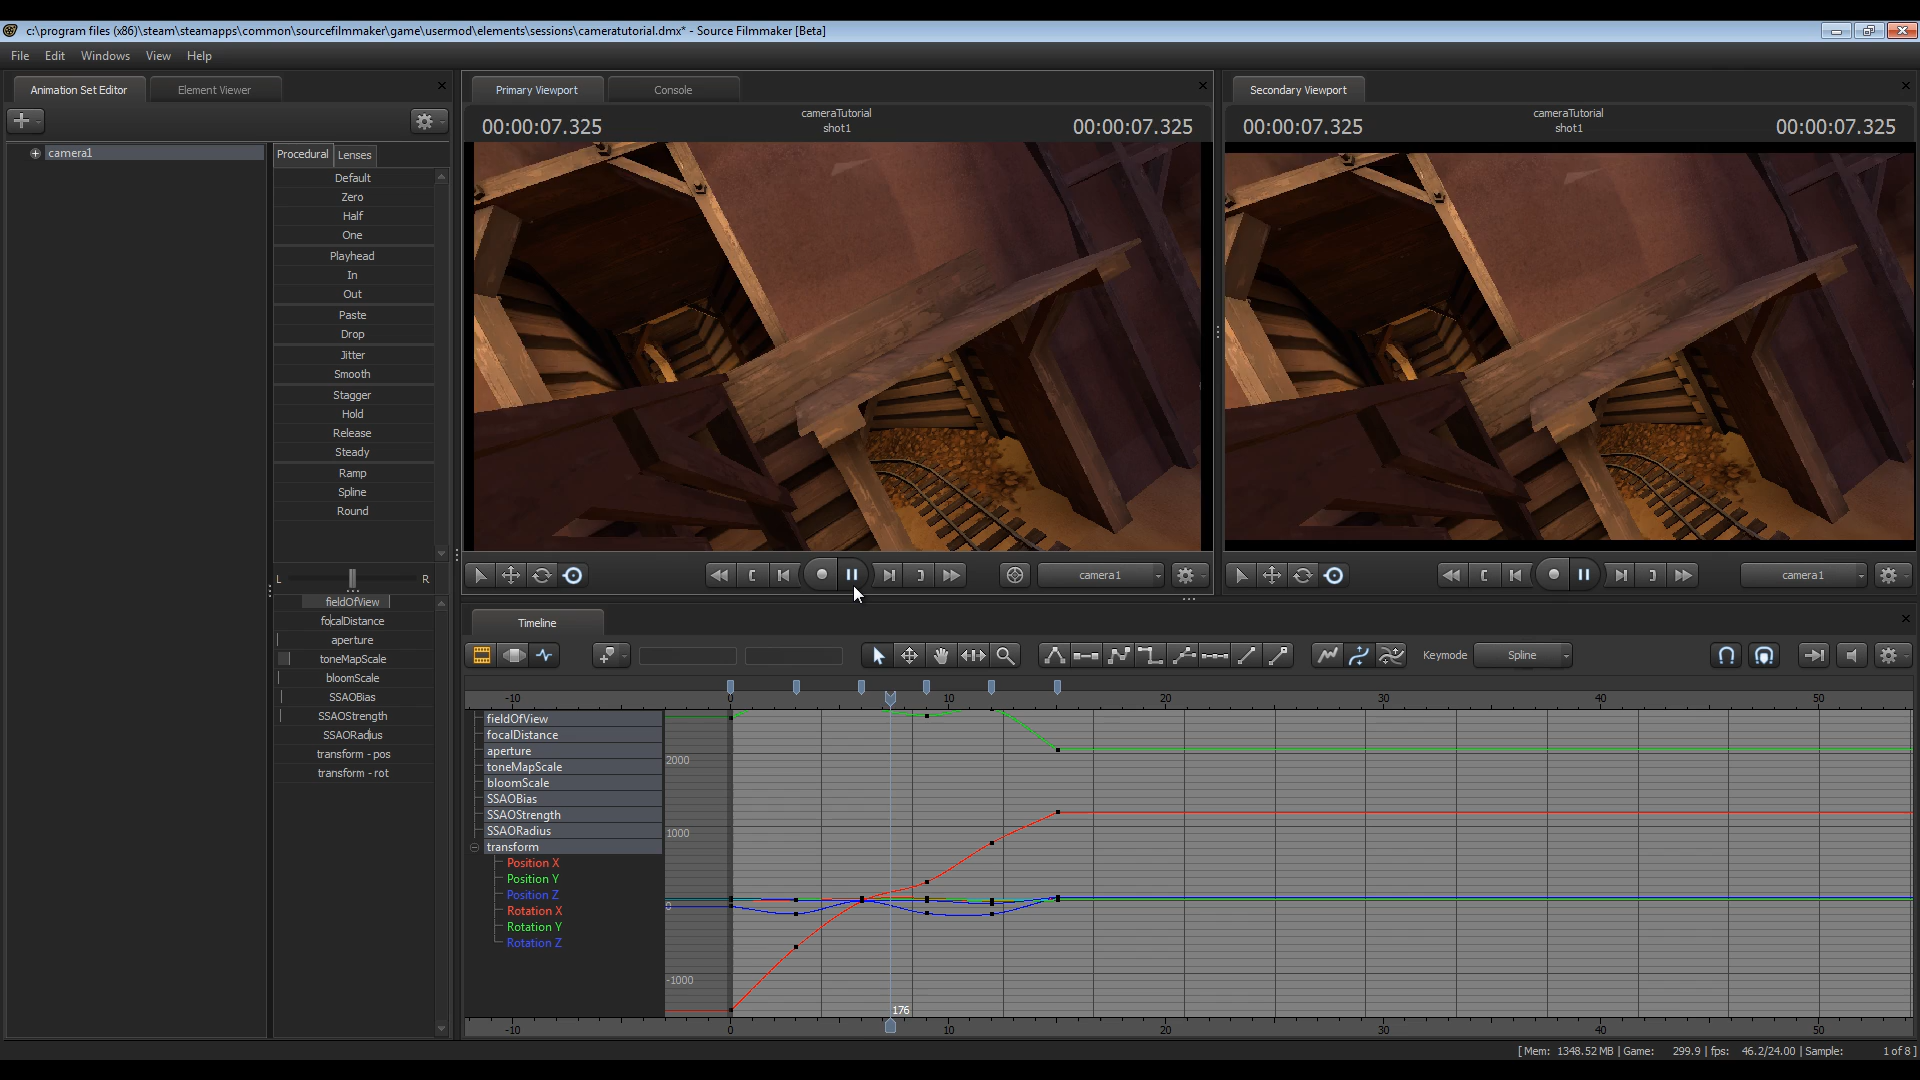 c:\program files (x86)\steam\steamapps\common\sourcefilmmaker\game\usermod\elements\sessions\cameratutorial.dmx* - Source Filmmaker [Beta]
File Edit Windows View Help
Animation Set Editor Element Viewer
camera1
Procedural Lenses
Default
Zero
Half
One
Playhead
In
Out
Paste
Drop
Jitter
Smooth
Stagger
Hold
Release
Steady
Ramp
Spline
Round
L R
fieldOfView
focalDistance
aperture
toneMapScale
bloomScale
SSAOBias
SSAOStrength
SSAORadius
transform - pos
transform - rot
Primary Viewport Console
00:00:07.325 cameraTutorial 00:00:07.325
shot1
camera1
Secondary Viewport
00:00:07.325 cameraTutorial 00:00:07.325
shot1
camera1
Timeline
Keymode Spline
-10 0 10 20 30 40 50
fieldOfView
focalDistance
aperture
toneMapScale
bloomScale
SSAOBias
SSAOStrength
SSAORadius
transform
Position X
Position Y
Position Z
Rotation X
Rotation Y
Rotation Z
2000
1000
0
-1000
176
-10 0 10 20 30 40 50
[ Mem: 1348.52 MB | Game: 299.9 | fps: 46.2/24.00 | Sample: 1 of 8 ]